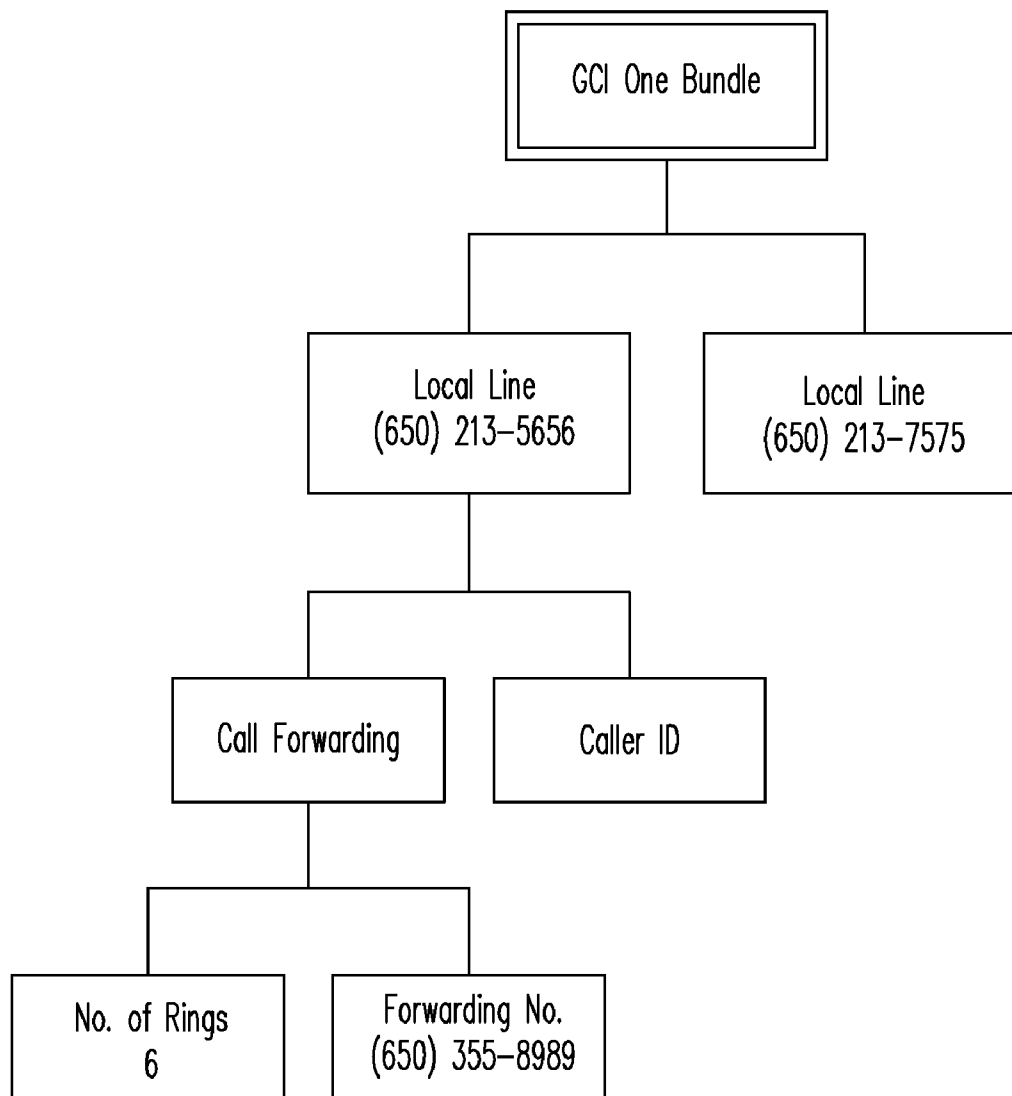 GCI One Bundle
Local Line
(650) 213-5656
Local Line
(650) 213-7575
Call Forwarding
Caller ID
No. of Rings
6
Forwarding No.
(650) 355-8989